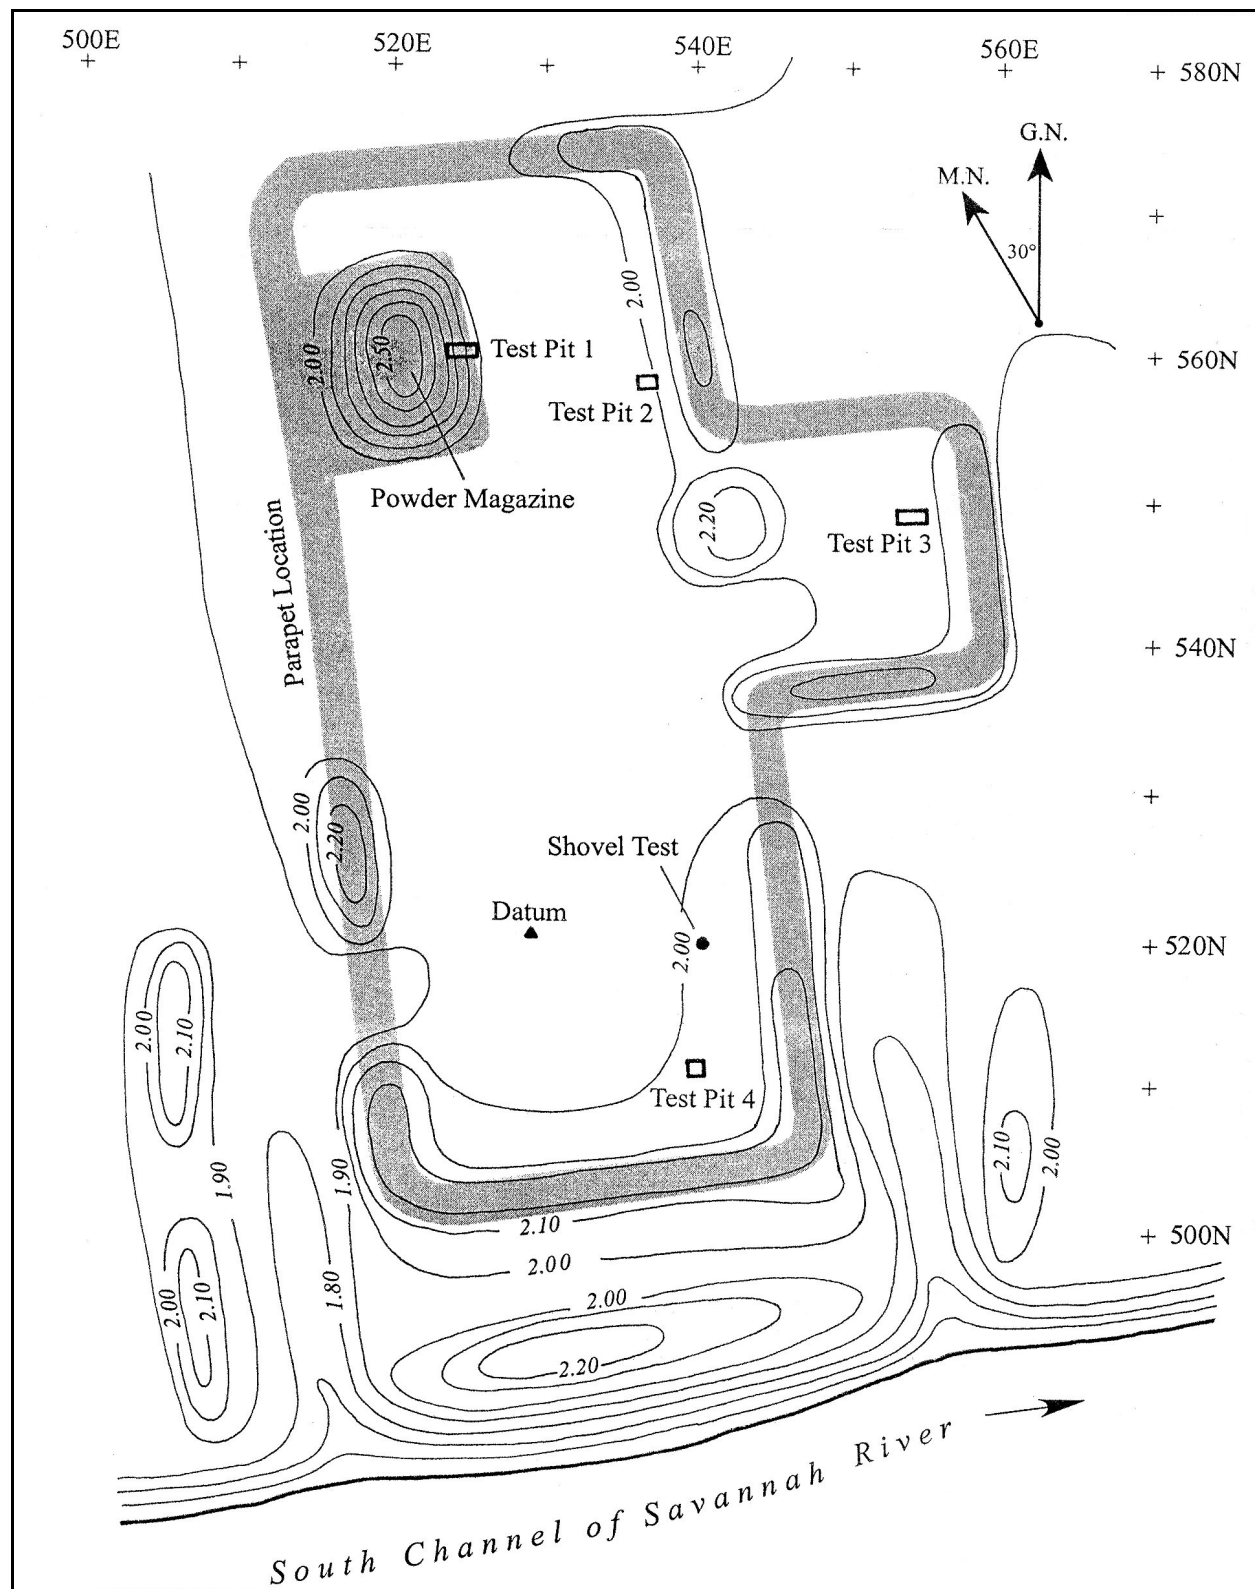 500E
520E
540E
560E
580N
G.N.
M.N.
30°
2.00
560N
2.00
2.50
Test Pit 1
Test Pit 2
Powder Magazine
2.20
Test Pit 3
Parapet Location
540N
2.00
2.20
Shovel Test
Datum
2.00
520N
2.00
2.10
Test Pit 4
1.90
1.90
2.10
2.00
2.10
500N
2.00
1.80
2.00
2.10
2.00
2.20
South Channel of Savannah River